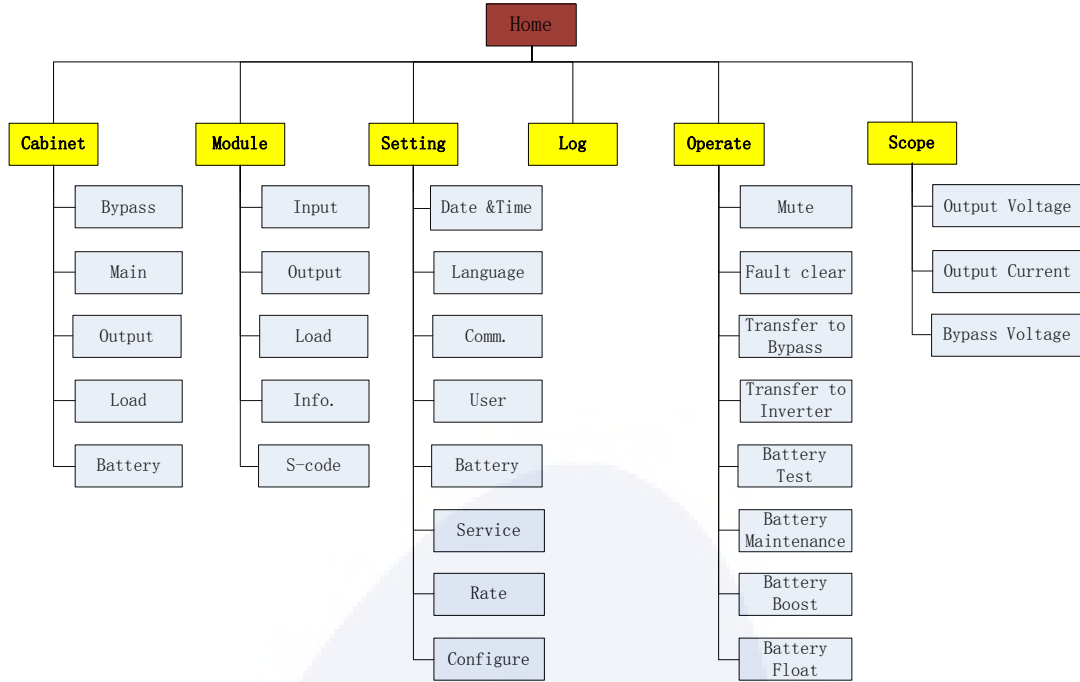 Home
Cabinet
Module
Setting
Log
Operate
Scope
Bypass
Main
Output
Load
Battery
Input
Output
Load
Info.
S-code
Date &Time
Language
Comm.
User
Battery
Service
Rate
Configure
Mute
Fault clear
Transfer to
Bypass
Transfer to
Inverter
Battery
Test
Battery
Maintenance
Battery
Boost
Battery
Float
Output Voltage
Output Current
Bypass Voltage